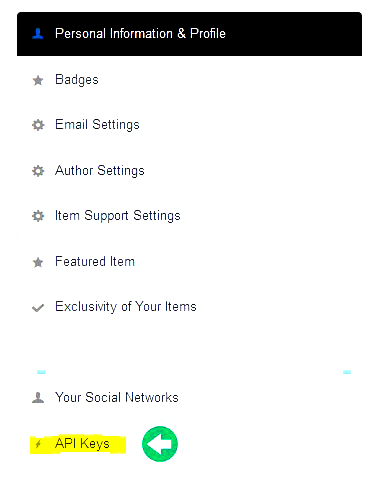 Personal Information & Profile
Badges
Email Settings
Author Settings
Item Support Settings
Featured Item
Exclusivity of Your Items
Your Social Networks
API Keys